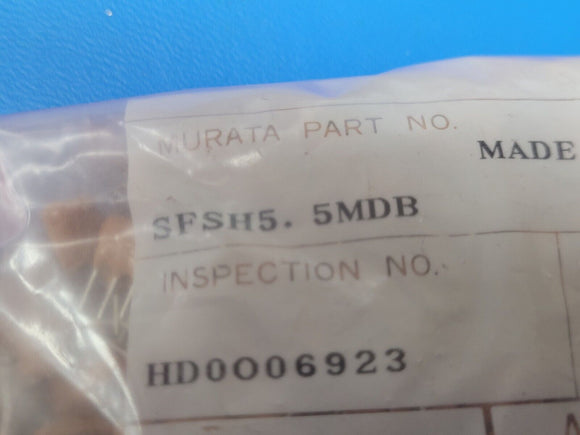 MURATA PART NO.
MADE
SFSH5. 5MDB
INSPECTION NO.
HD0006923